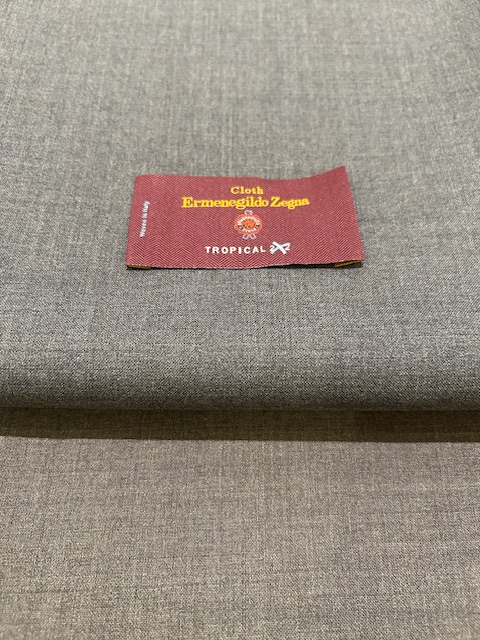 Cloth
Ermenegildo Zegna
TROPICAL
Woven in Italy